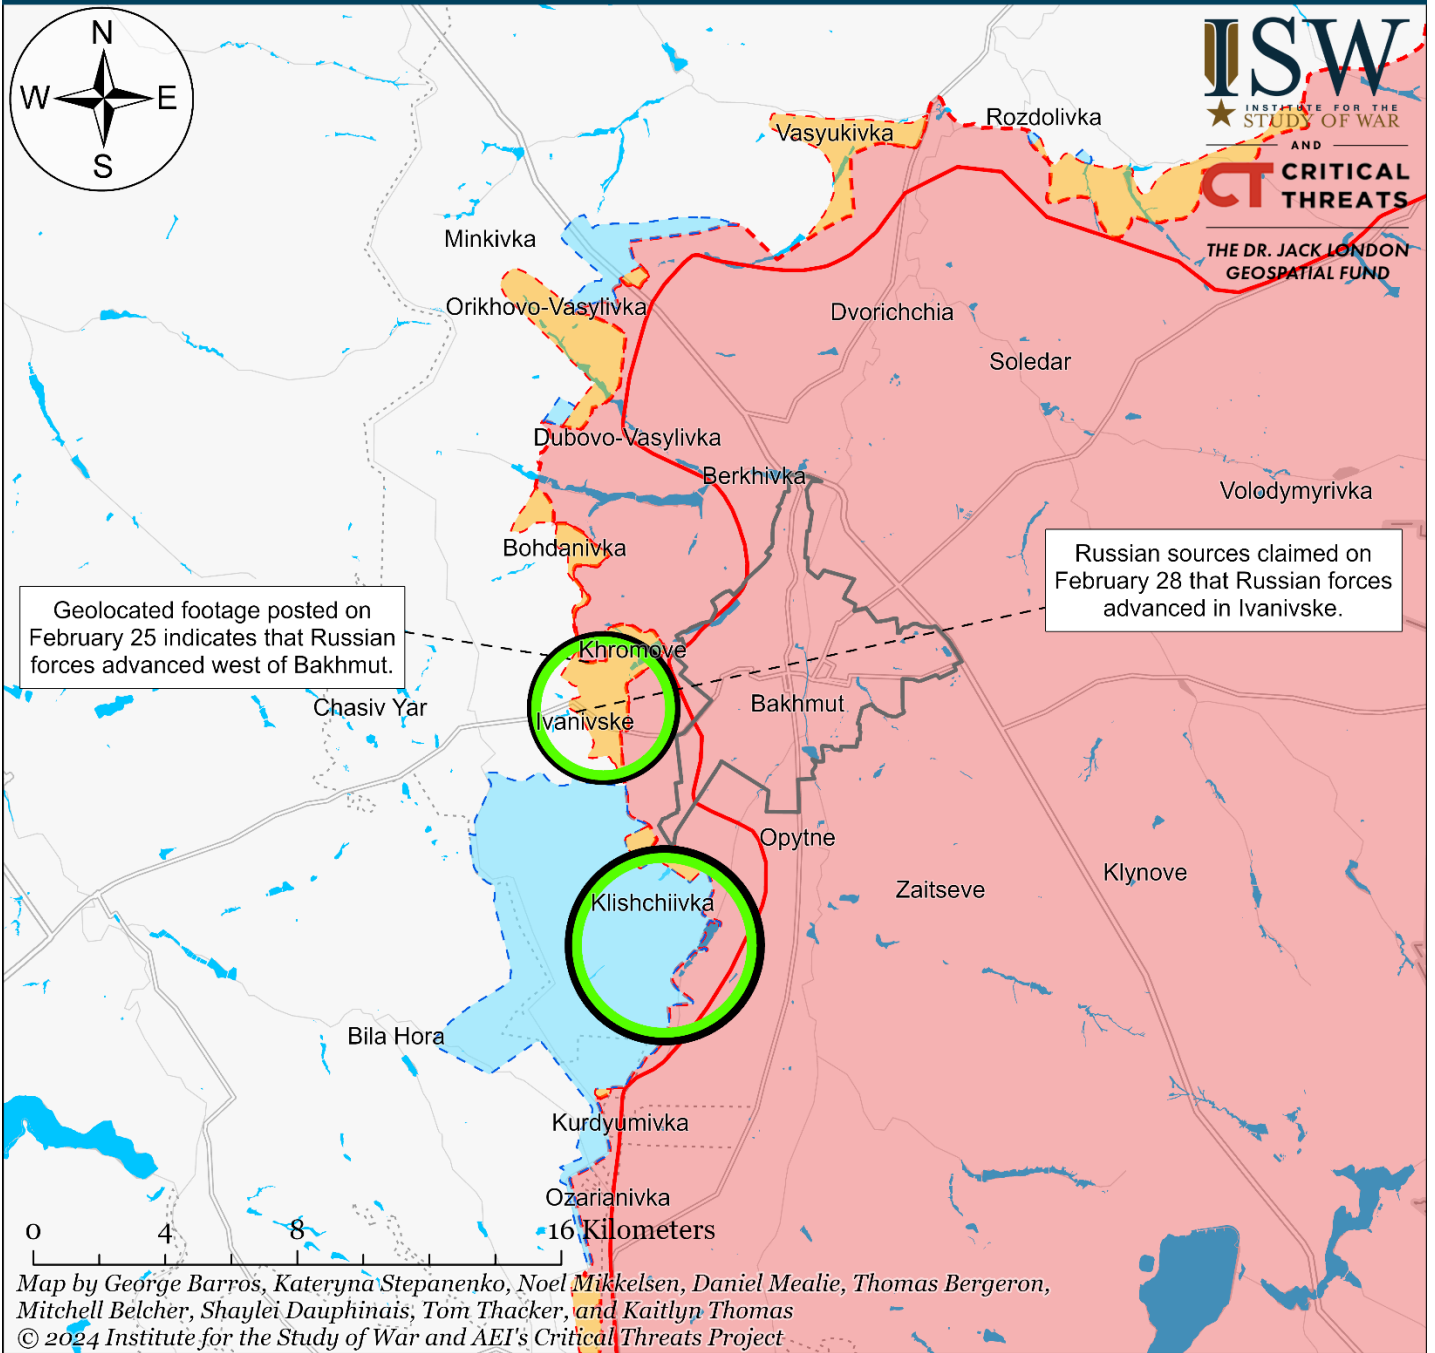 N
W
E
S
ISW
INSTITUTE FOR THE
STUDY OF WAR
AND
CT CRITICAL
THREATS
THE DR. JACK LONDON
GEOSPATIAL FUND
Vasyukivka
Rozdolivka
Minkivka
Orikhovo-Vasylivka
Dvorichchia
Soledar
Dubovo-Vasylivka
Berkhivka
Volodymyrivka
Bohdanivka
Russian sources claimed on
February 28 that Russian forces
advanced in Ivanivske.
Geolocated footage posted on
February 25 indicates that Russian
forces advanced west of Bakhmut.
Khromove
Chasiv Yar
Ivanivske
Bakhmut
Opytne
Klynove
Zaitseve
Klishchiivka
Bila Hora
Kurdyumivka
Ozarianivka
0 4 8 16 Kilometers
Map by George Barros, Kateryna Stepanenko, Noel Mikkelsen, Daniel Mealie, Thomas Bergeron,
Mitchell Belcher, Shaylei Dauphinais, Tom Thacker, and Kaitlyn Thomas
© 2024 Institute for the Study of War and AEI's Critical Threats Project